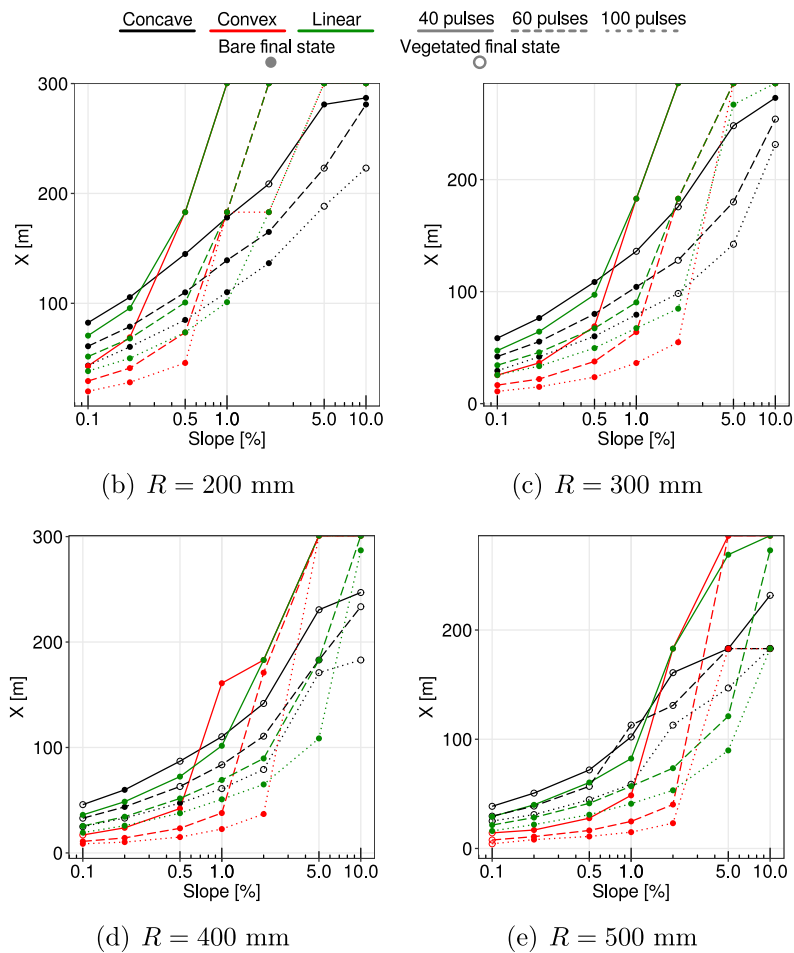 Concave Convex Linear 40 pulses 60 pulses 100 pulses
Bare final state Vegetated final state
300
200
100
X [m]
0.1 0.5 1.0 5.0 10.0
Slope [%]
(b) R = 200 mm
200
100
0
X [m]
0.1 0.5 1.0 5.0 10.0
Slope [%]
(c) R = 300 mm
300
200
100
0
X [m]
0.1 0.5 1.0 5.0 10.0
Slope [%]
(d) R = 400 mm
200
100
0
X [m]
0.1 0.5 1.0 5.0 10.0
Slope [%]
(e) R = 500 mm